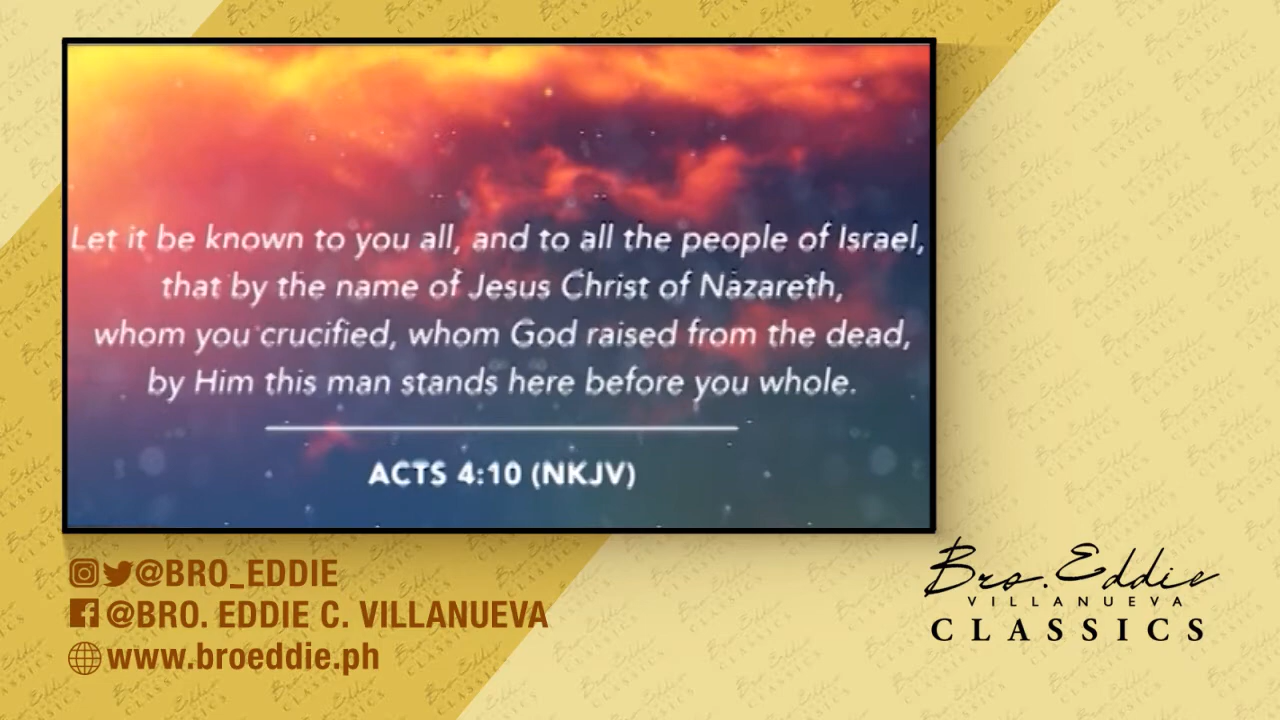 Let it be known to you all, and to all the people of Israel,
that by the name of Jesus Christ of Nazareth,
whom you crucified, whom God raised from the dead,
by Him this man stands here before you whole.
ACTS 4:10 (NKJV)
@BRO_EDDIE
@BRO. EDDIE C. VILLANUEVA
www.broeddie.ph
Bro. Eddie
VILLANUEVA
CLASSICS